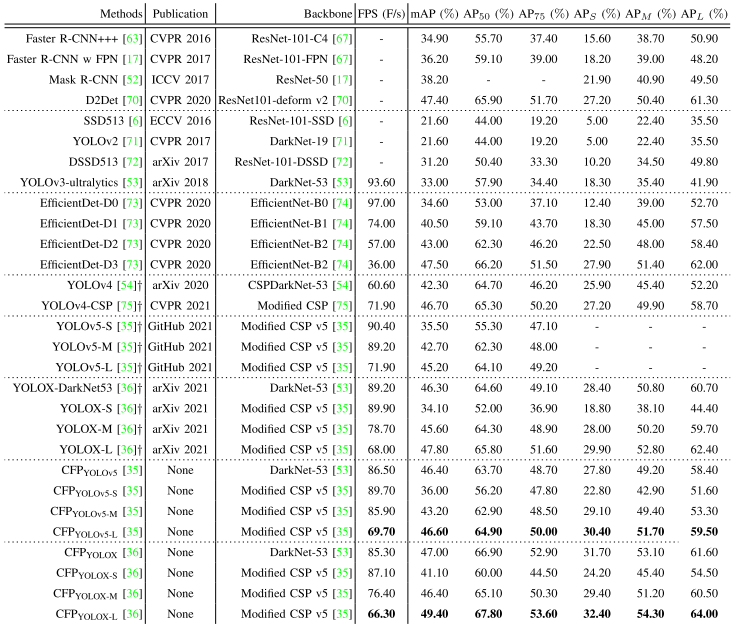 Methods Publication Backbone FPS (F/s) mAP (%) AP50 (%) AP75 (%) APS (%) APM (%) APL (%)
Faster R-CNN+++ [63] CVPR 2016 ResNet-101-C4 [67] - 34.90 55.70 37.40 15.60 38.70 50.90
Faster R-CNN w FPN [17] CVPR 2017 ResNet-101-FPN [67] - 36.20 59.10 39.00 18.20 39.00 48.20
Mask R-CNN [52] ICCV 2017 ResNet-50 [17] - 38.20 - - 21.90 40.90 49.50
D2Det [70] CVPR 2020 ResNet101-deform v2 [70] - 47.40 65.90 51.70 27.20 50.40 61.30
SSD513 [6] ECCV 2016 ResNet-101-SSD [6] - 21.60 44.00 19.20 5.00 22.40 35.50
YOLOv2 [71] CVPR 2017 DarkNet-19 [71] - 21.60 44.00 19.20 5.00 22.40 35.50
DSSD513 [72] arXiv 2017 ResNet-101-DSSD [72] - 31.20 50.40 33.30 10.20 34.50 49.80
YOLOv3-ultralytics [53] arXiv 2018 DarkNet-53 [53] 93.60 33.00 57.90 34.40 18.30 35.40 41.90
EfficientDet-D0 [73] CVPR 2020 EfficientNet-B0 [74] 97.00 34.60 53.00 37.10 12.40 39.00 52.70
EfficientDet-D1 [73] CVPR 2020 EfficientNet-B1 [74] 74.00 40.50 59.10 43.70 18.30 45.00 57.50
EfficientDet-D2 [73] CVPR 2020 EfficientNet-B2 [74] 57.00 43.00 62.30 46.20 22.50 48.00 58.40
EfficientDet-D3 [73] CVPR 2020 EfficientNet-B2 [74] 36.00 47.50 66.20 51.50 27.90 51.40 62.00
YOLOv4 [54]† arXiv 2020 CSPDarkNet-53 [54] 60.60 42.30 64.70 46.20 25.90 45.40 52.20
YOLOv4-CSP [75]† CVPR 2021 Modified CSP [75] 71.90 46.70 65.30 50.20 27.20 49.90 58.70
YOLOv5-S [35]† GitHub 2021 Modified CSP v5 [35] 90.40 35.50 55.30 47.10 - - -
YOLOv5-M [35]† GitHub 2021 Modified CSP v5 [35] 89.20 42.70 62.30 48.00
YOLOv5-L [35]† GitHub 2021 Modified CSP v5 [35] 71.90 45.20 64.10 49.20 - - -
YOLOX-DarkNet53 [36]† arXiv 2021 DarkNet-53 [53] 89.20 46.30 64.60 49.10 28.40 50.80 60.70
YOLOX-S [36]† arXiv 2021 Modified CSP v5 [35] 89.90 34.10 52.00 36.90 18.80 38.10 44.40
YOLOX-M [36]† arXiv 2021 Modified CSP v5 [35] 78.70 45.60 64.30 48.90 28.00 50.20 59.70
YOLOX-L [36]† arXiv 2021 Modified CSP v5 [35] 68.00 47.80 65.80 51.60 29.90 52.80 62.40
CFPYOLOv5 [35] None DarkNet-53 [53] 86.50 46.40 63.70 48.70 27.80 49.20 58.40
CFPYOLOv5-S [35] None Modified CSP v5 [35] 89.70 36.00 56.20 47.80 22.80 42.90 51.60
CFPYOLOv5-M [35] None Modified CSP v5 [35] 85.90 43.20 62.90 48.50 29.10 49.40 53.30
CFPYOLOv5-L [35] None Modified CSP v5 [35] 69.70 46.60 64.90 50.00 30.40 51.70 59.50
CFPYOLOX [36] None DarkNet-53 [53] 85.30 47.00 66.90 52.90 31.70 53.10 61.60
CFPYOLOX-S [36] None Modified CSP v5 [35] 87.10 41.10 60.00 44.50 24.20 45.40 54.50
CFPYOLOX-M [36] None Modified CSP v5 [35] 76.40 46.40 65.10 50.30 29.40 51.20 60.50
CFPYOLOX-L [36] None Modified CSP v5 [35] 66.30 49.40 67.80 53.60 32.40 54.30 64.00